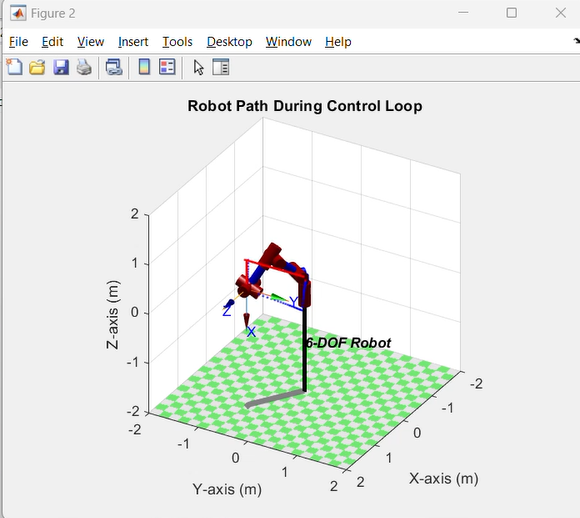 Figure 2
File Edit View Insert Tools Desktop Window Help
Robot Path During Control Loop
2
1
0
-1
-2
Z-axis (m)
Z
Y
X
6-DOF Robot
-2
-1
0
1
2
Y-axis (m)
-2
-1
0
1
2
X-axis (m)